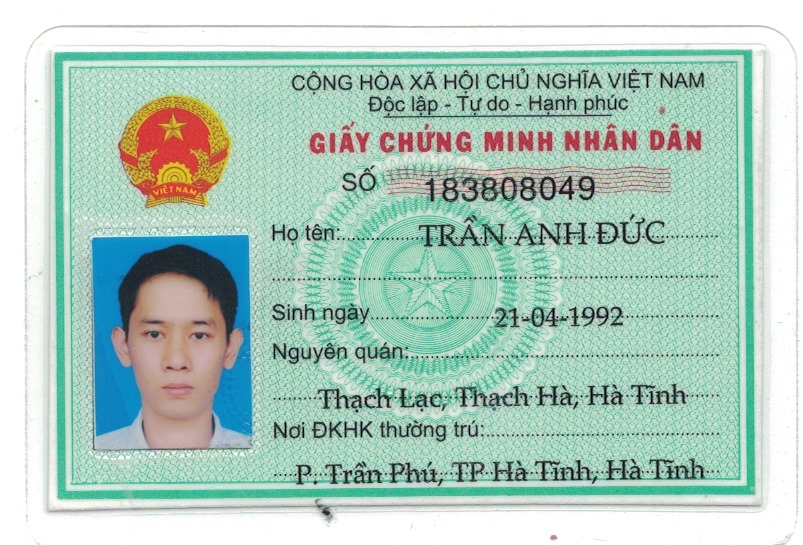 CỘNG HÒA XÃ HỘI CHỦ NGHĨA VIỆT NAM
Độc lập - Tự do - Hạnh phúc
GIẤY CHỨNG MINH NHÂN DÂN
SỐ 183808049
VIỆT NAM
Họ tên: TRẦN ANH ĐỨC
Sinh ngày 21-04-1992
Nguyên quán:
Thạch Lạc, Thạch Hà, Hà Tĩnh
Nơi ĐKHK thường trú:
P. Trần Phú, TP Hà Tĩnh, Hà Tĩnh